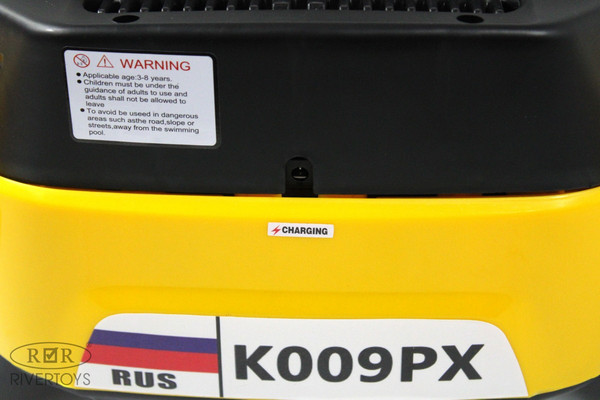 WARNING
Applicable age:3-8 years.
Children must be under the
guidance of adults to use and
adults shall not be allowed to
leave
To avoid be useed in dangerous
areas such asthe road,slope or
streets,away from the swimming
pool.
CHARGING
RUS K009PX
RR
RIVERTOYS